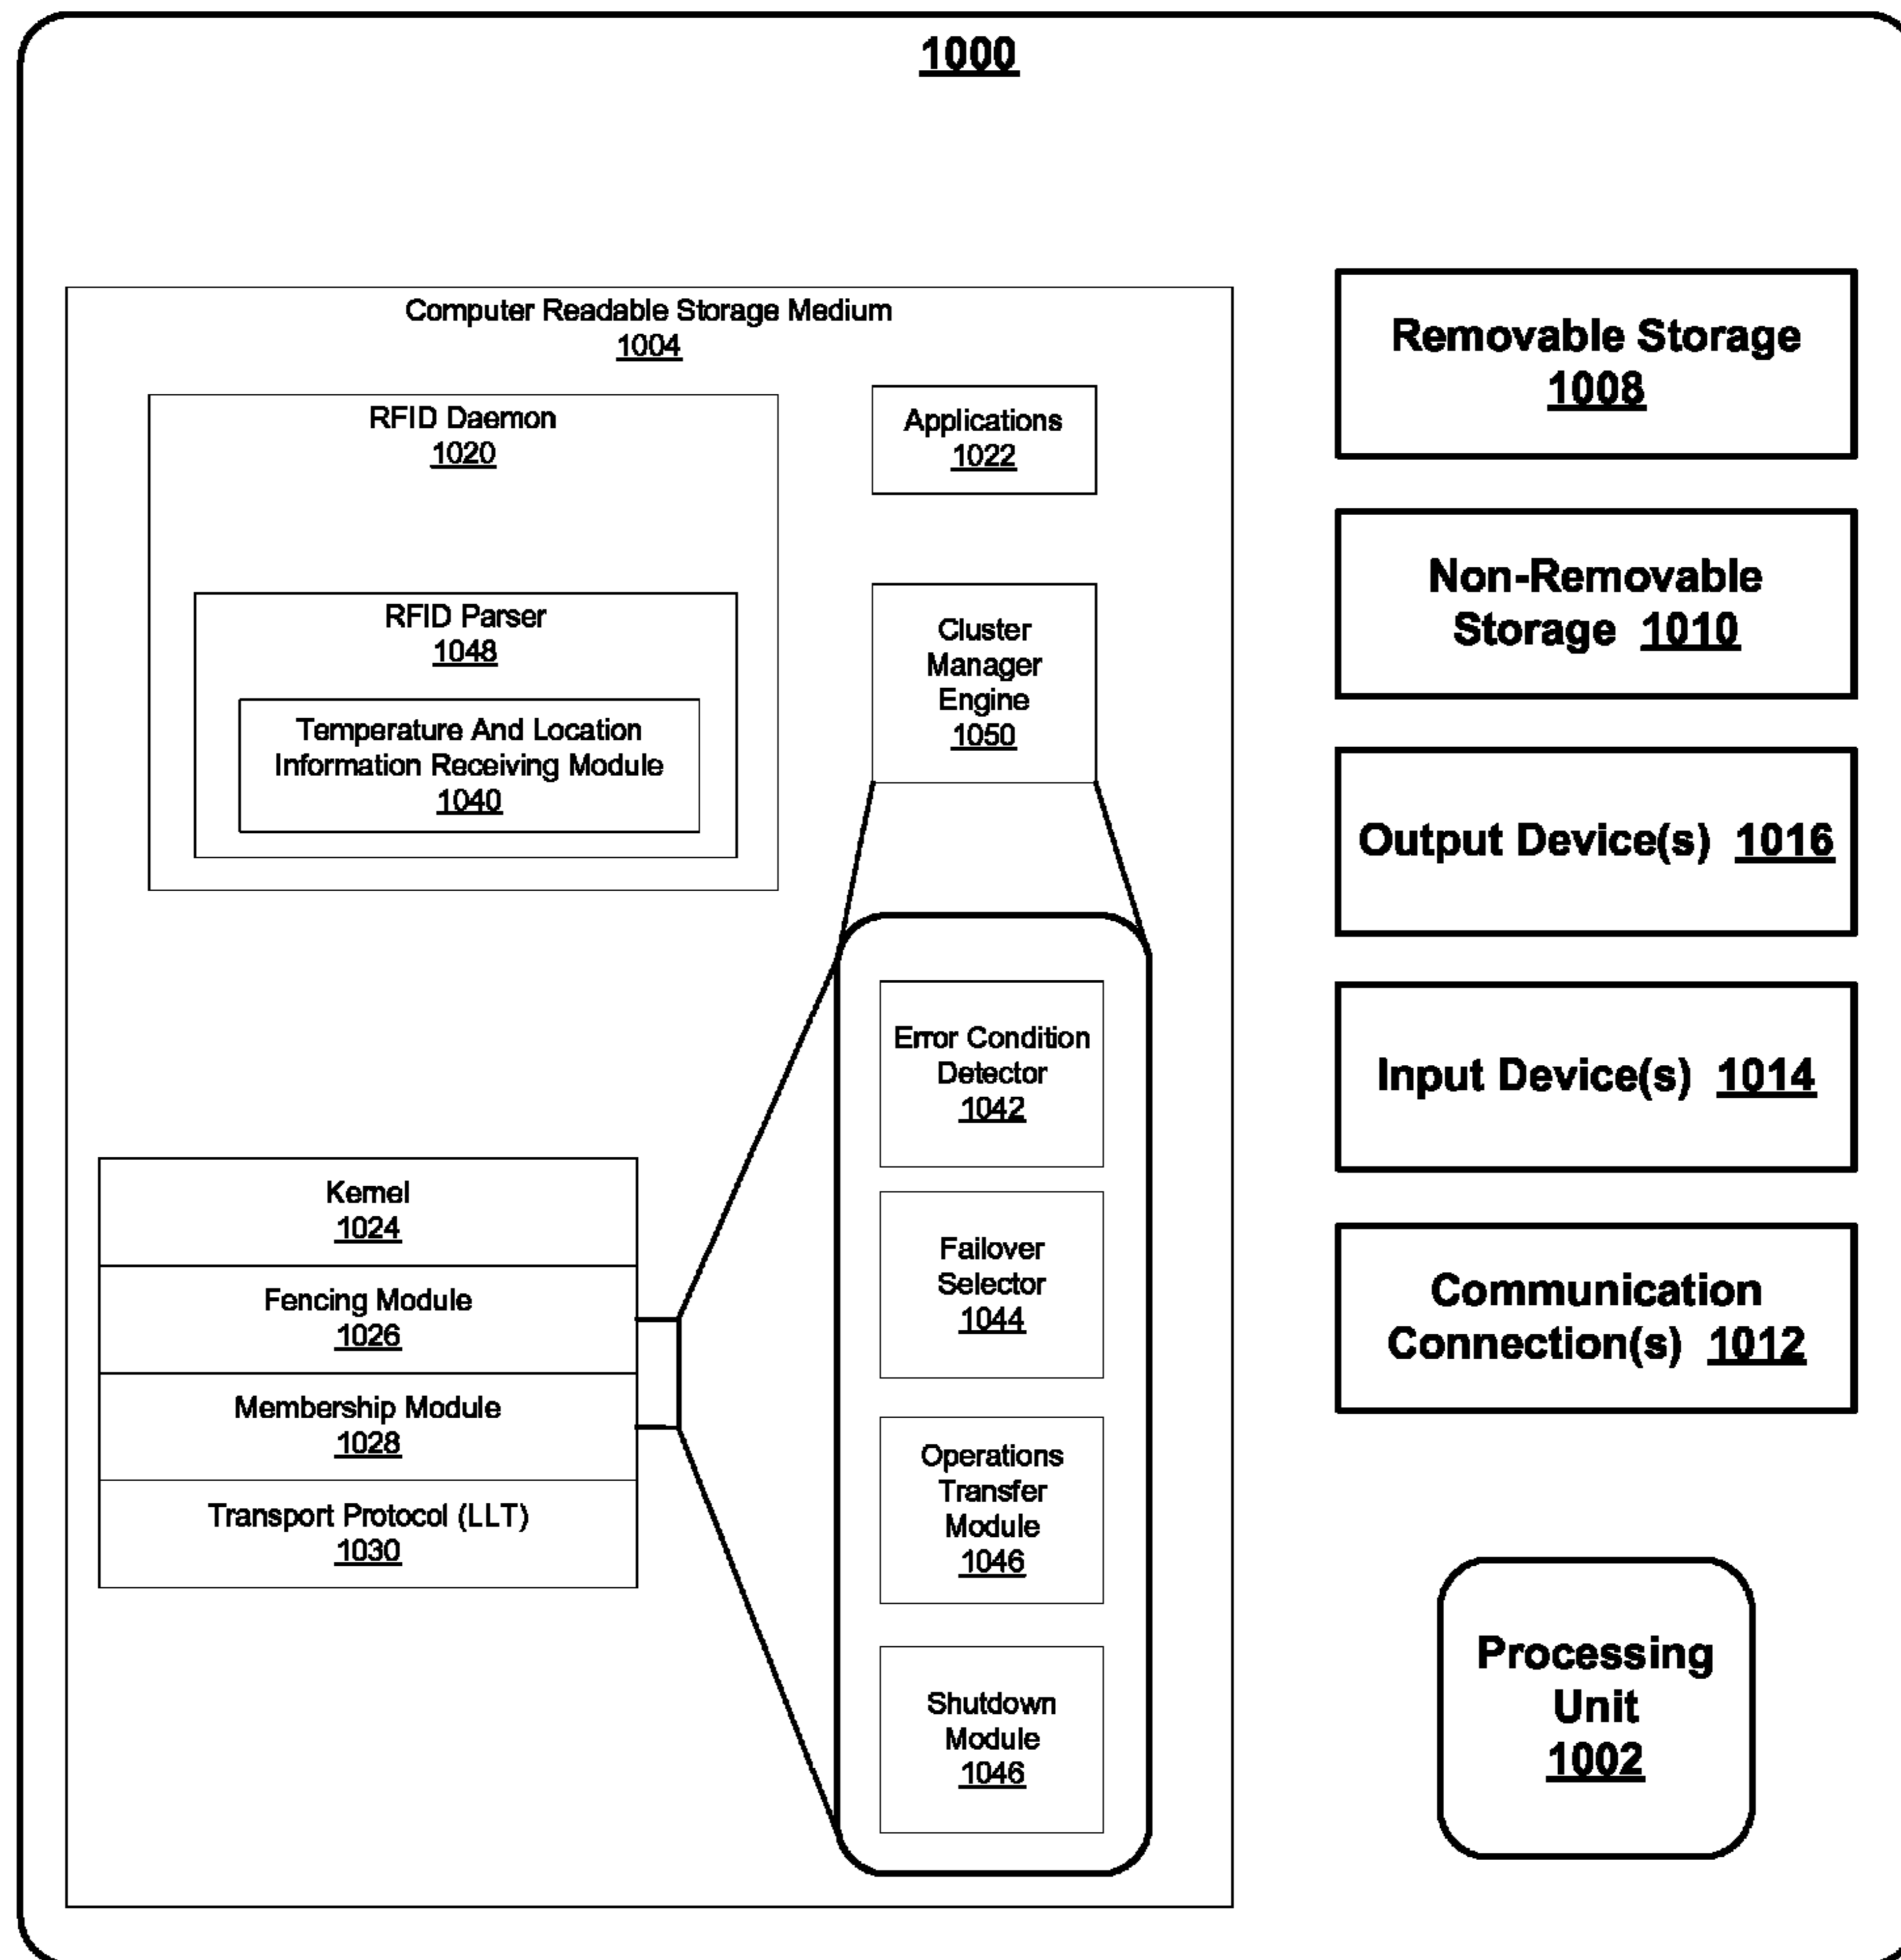 1000
Computer Readable Storage Medium
1004
RFID Daemon
1020
RFID Parser
1048
Temperature And Location
Information Receiving Module
1040
Applications
1022
Cluster
Manager
Engine
1050
Error Condition
Detector
1042
Failover
Selector
1044
Operations
Transfer
Module
1046
Shutdown
Module
1046
Kernel
1024
Fencing Module
1026
Membership Module
1028
Transport Protocol (LLT)
1030
Removable Storage
1008
Non-Removable
Storage 1010
Output Device(s) 1016
Input Device(s) 1014
Communication
Connection(s) 1012
Processing
Unit
1002